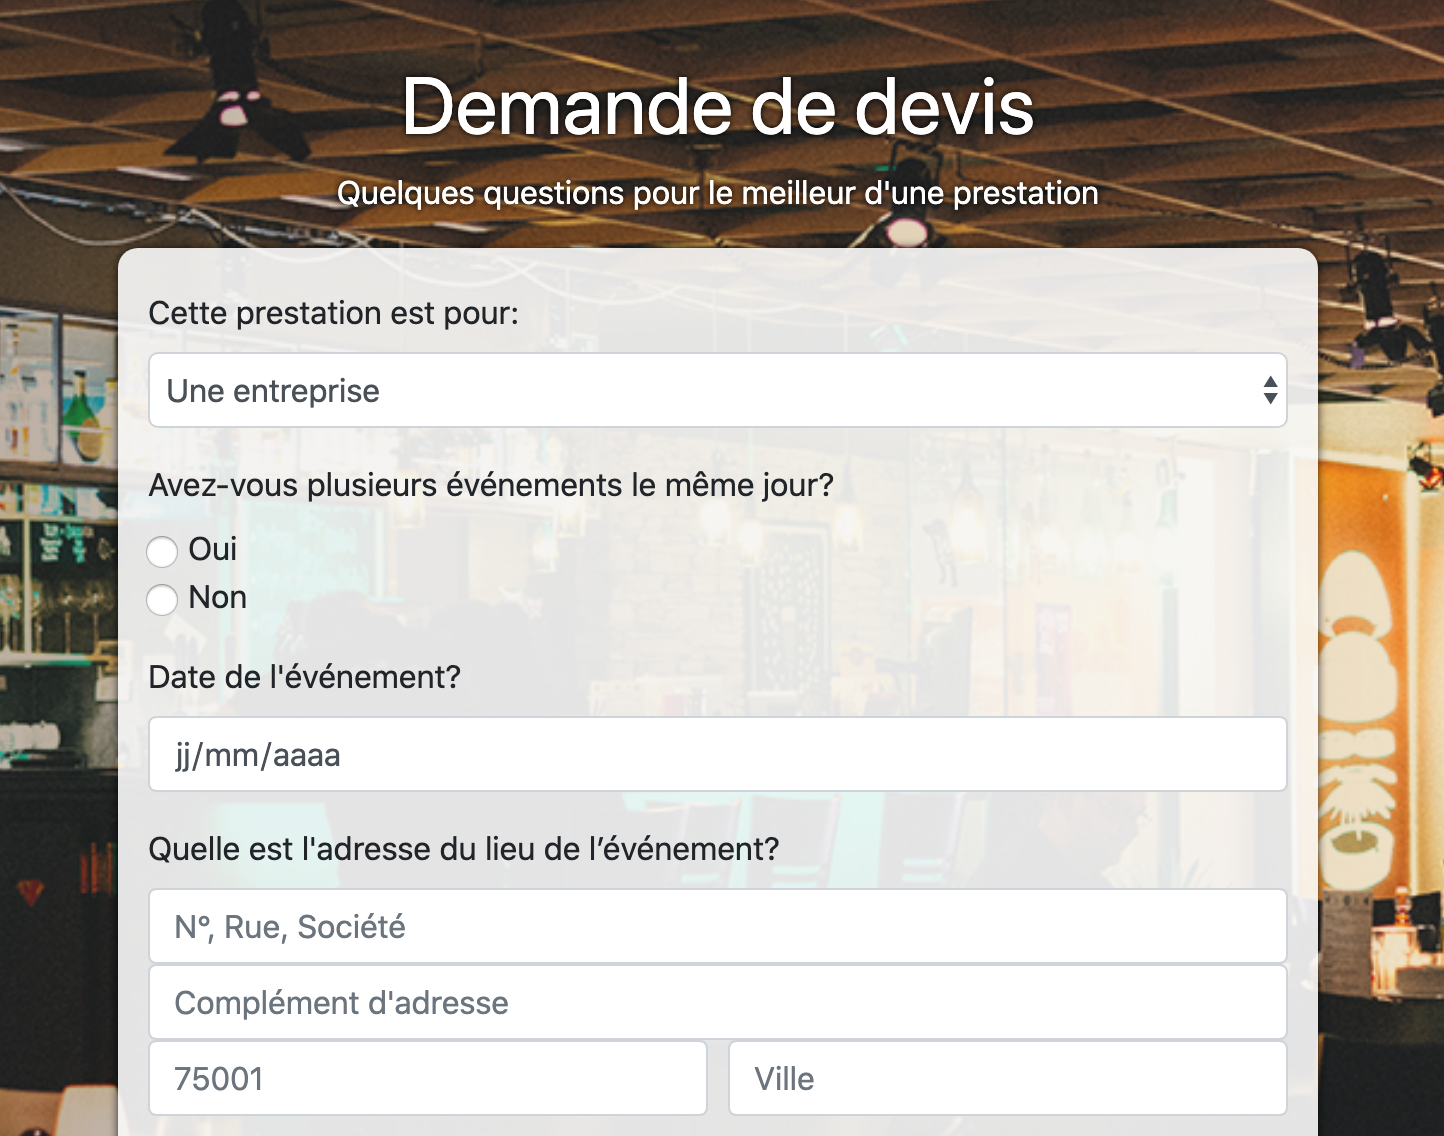 Demande de devis
Quelques questions pour le meilleur d'une prestation
Cette prestation est pour:
Une entreprise
Avez-vous plusieurs événements le même jour?
Oui
Non
Date de l'événement?
jj/mm/aaaa
Quelle est l'adresse du lieu de l’événement?
N°, Rue, Société
Complément d'adresse
75001 Ville